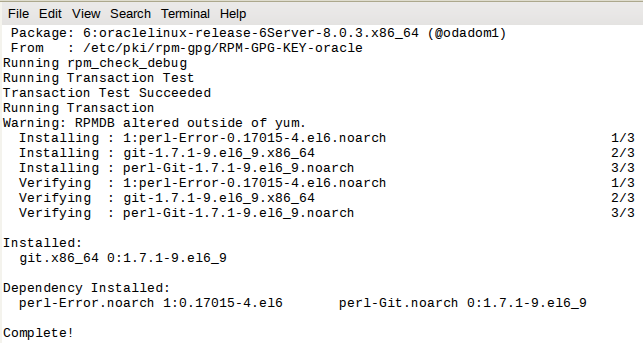 File Edit View Search Terminal Help
Package: 6:oraclelinux-release-6Server-8.0.3.x86_64 (@odadom1)
From   : /etc/pki/rpm-gpg/RPM-GPG-KEY-oracle
Running rpm_check_debug
Running Transaction Test
Transaction Test Succeeded
Running Transaction
Warning: RPMDB altered outside of yum.
  Installing : 1:perl-Error-0.17015-4.el6.noarch 1/3
  Installing : git-1.7.1-9.el6_9.x86_64 2/3
  Installing : perl-Git-1.7.1-9.el6_9.noarch 3/3
  Verifying  : 1:perl-Error-0.17015-4.el6.noarch 1/3
  Verifying  : git-1.7.1-9.el6_9.x86_64 2/3
  Verifying  : perl-Git-1.7.1-9.el6_9.noarch 3/3
Installed:
  git.x86_64 0:1.7.1-9.el6_9
Dependency Installed:
  perl-Error.noarch 1:0.17015-4.el6 perl-Git.noarch 0:1.7.1-9.el6_9
Complete!